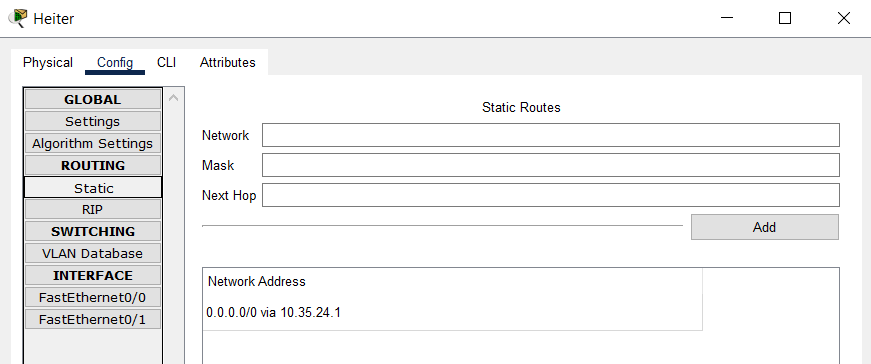 Heiter
Physical Config CLI Attributes
GLOBAL
Settings
Algorithm Settings
ROUTING
Static
RIP
SWITCHING
VLAN Database
INTERFACE
FastEthernet0/0
FastEthernet0/1
Static Routes
Network
Mask
Next Hop
Add
Network Address
0.0.0.0/0 via 10.35.24.1